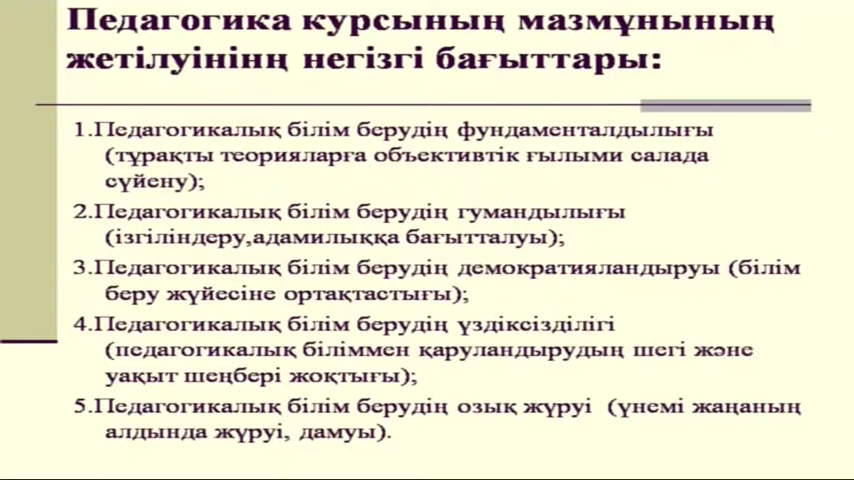 Педагогика курсының мазмұнының
жетілуінінң негізгі бағыттары:
1.Педагогикалық білім берудің фундаменталдылығы
(тұрақты теорияларға объективтік ғылыми салада
сүйену);
2.Педагогикалық білім берудің гумандылығы
(ізгіліндеру,адамилыққа бағытталуы);
3.Педагогикалық білім берудің демократияландыруы (білім
беру жүйесіне ортақтастығы);
4.Педагогикалық білім берудің үздіксізділігі
(педагогикалық біліммен қаруландырудың шегі және
уақыт шеңбері жоқтығы);
5.Педагогикалық білім берудің озық жүруі (үнемі жаңаның
алдында жүруі, дамуы).